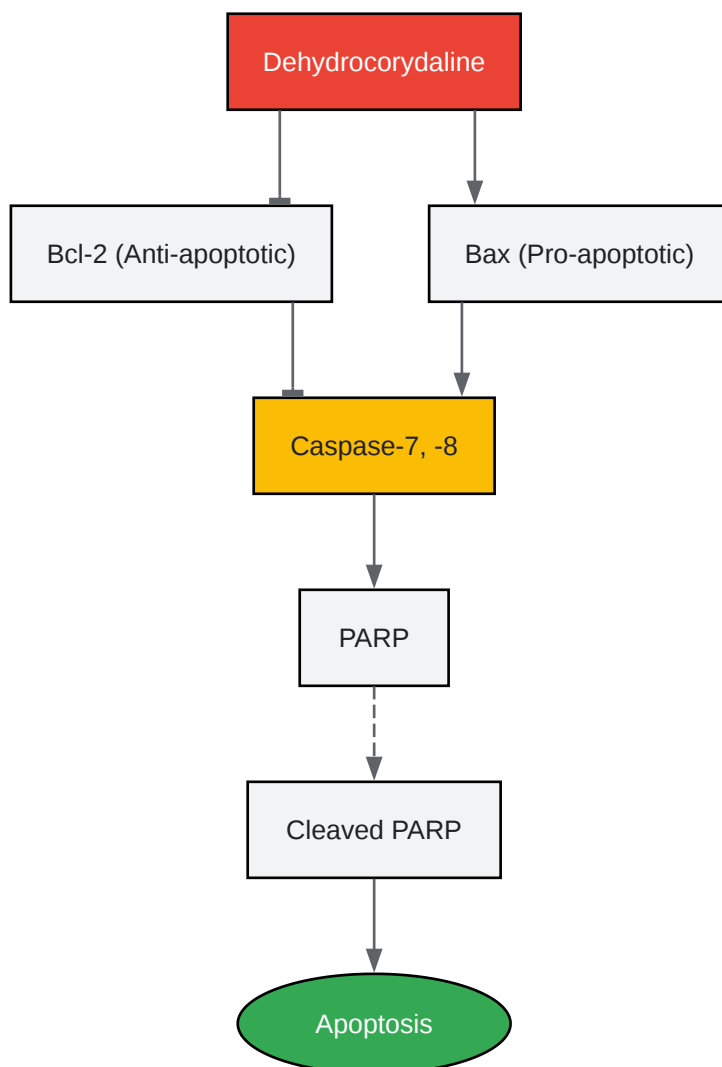 Dehydrocorydaline
Bcl-2 (Anti-apoptotic)
Bax (Pro-apoptotic)
Caspase-7, -8
PARP
Cleaved PARP
Apoptosis